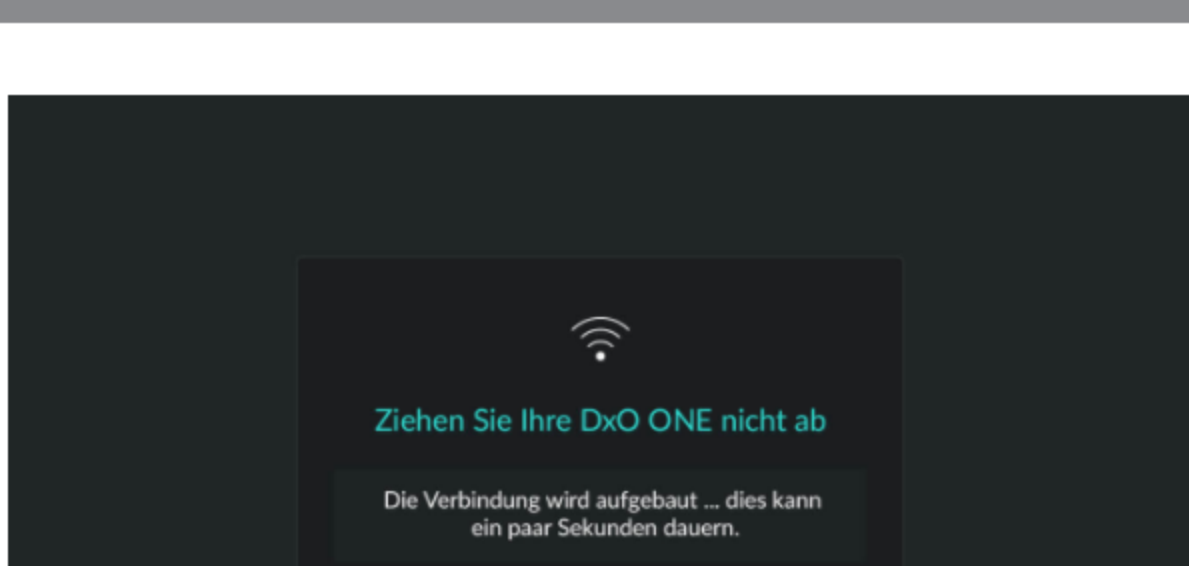 Ziehen Sie Ihre DxO ONE nicht ab
Die Verbindung wird aufgebaut ... dies kann
ein paar Sekunden dauern.